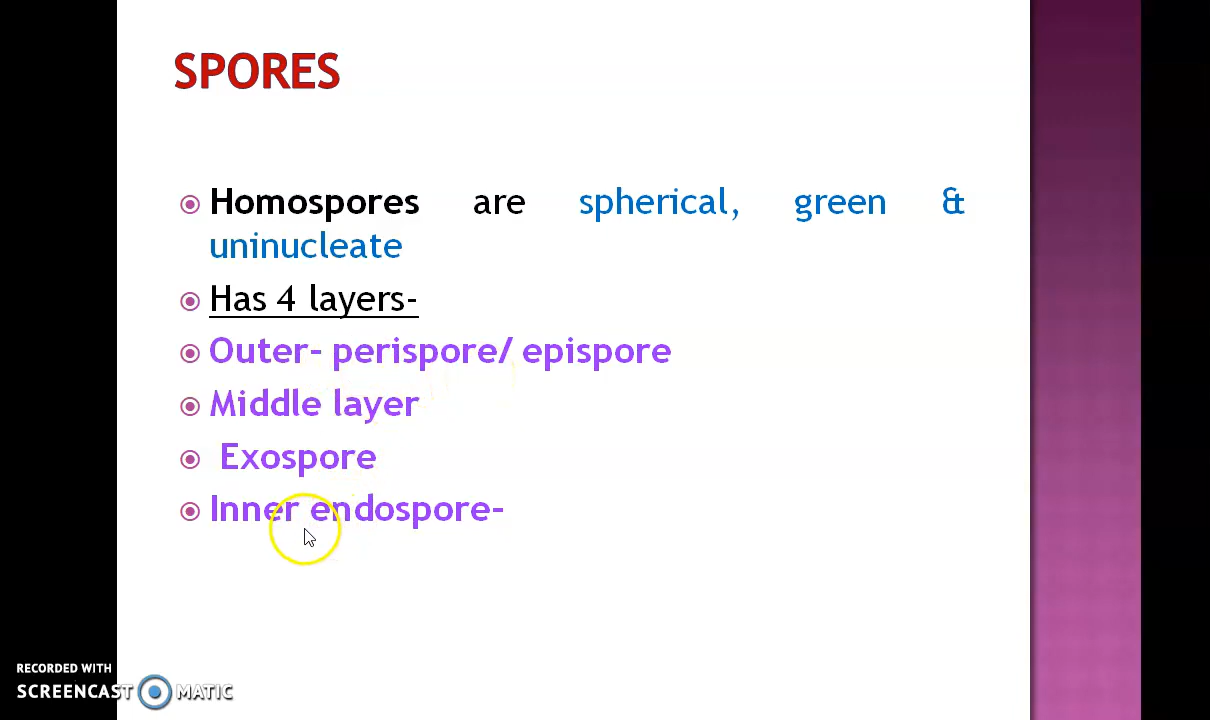 SPORES
Homospores are spherical, green &
uninucleate
Has 4 layers-
Outer- perispore/ epispore
Middle layer
Exospore
Inner endospore-
RECORDED WITH
SCREENCAST MATIC